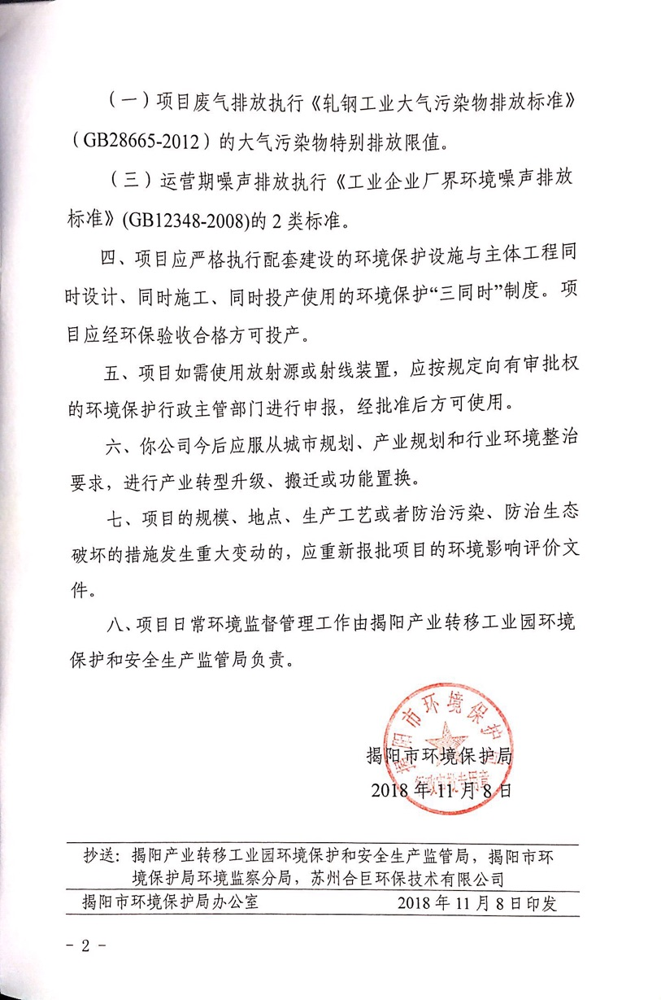 （一）项目废气排放执行《轧钢工业大气污染物排放标准》
（GB28665-2012）的大气污染物特别排放限值。
（三）运营期噪声排放执行《工业企业厂界环境噪声排放
标准》(GB12348-2008)的 2 类标准。
四、项目应严格执行配套建设的环境保护设施与主体工程同
时设计、同时施工、同时投产使用的环境保护“三同时”制度。项
目应经环保验收合格方可投产。
五、项目如需使用放射源或射线装置，应按规定向有审批权
的环境保护行政主管部门进行申报，经批准后方可使用。
六、你公司今后应服从城市规划、产业规划和行业环境整治
要求，进行产业转型升级、搬迁或功能置换。
七、项目的规模、地点、生产工艺或者防治污染、防治生态
破坏的措施发生重大变动的，应重新报批项目的环境影响评价文
件。
八、项目日常环境监督管理工作由揭阳产业转移工业园环境
保护和安全生产监管局负责。
揭阳市环境保护局
行政审批专用章
揭阳市环境保护局
2018 年 11 月 8 日
抄送：揭阳产业转移工业园环境保护和安全生产监管局，揭阳市环
境保护局环境监察分局，苏州合巨环保技术有限公司
揭阳市环境保护局办公室 2018 年 11 月 8 日印发
- 2 -